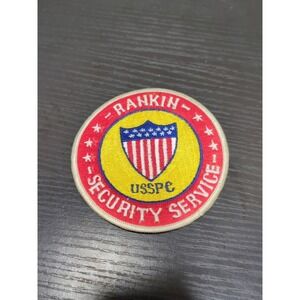 - RANKIN -
USSPC
- SECURITY SERVICE -